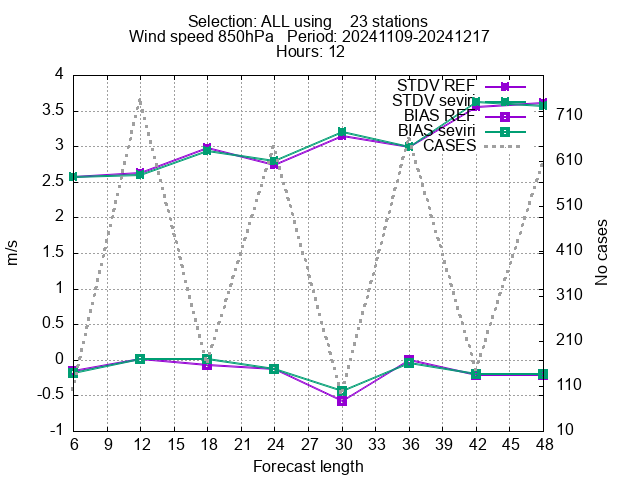 Selection: ALL using 23 stations
Wind speed 850hPa Period: 20241109-20241217
Hours: 12
STDV REF
STDV seviri
BIAS REF
BIAS seviri
CASES
4
3.5
3
2.5
2
1.5
1
0.5
0
-0.5
-1
m/s
710
610
510
410
310
210
110
10
No cases
6 9 12 15 18 21 24 27 30 33 36 39 42 45 48
Forecast length